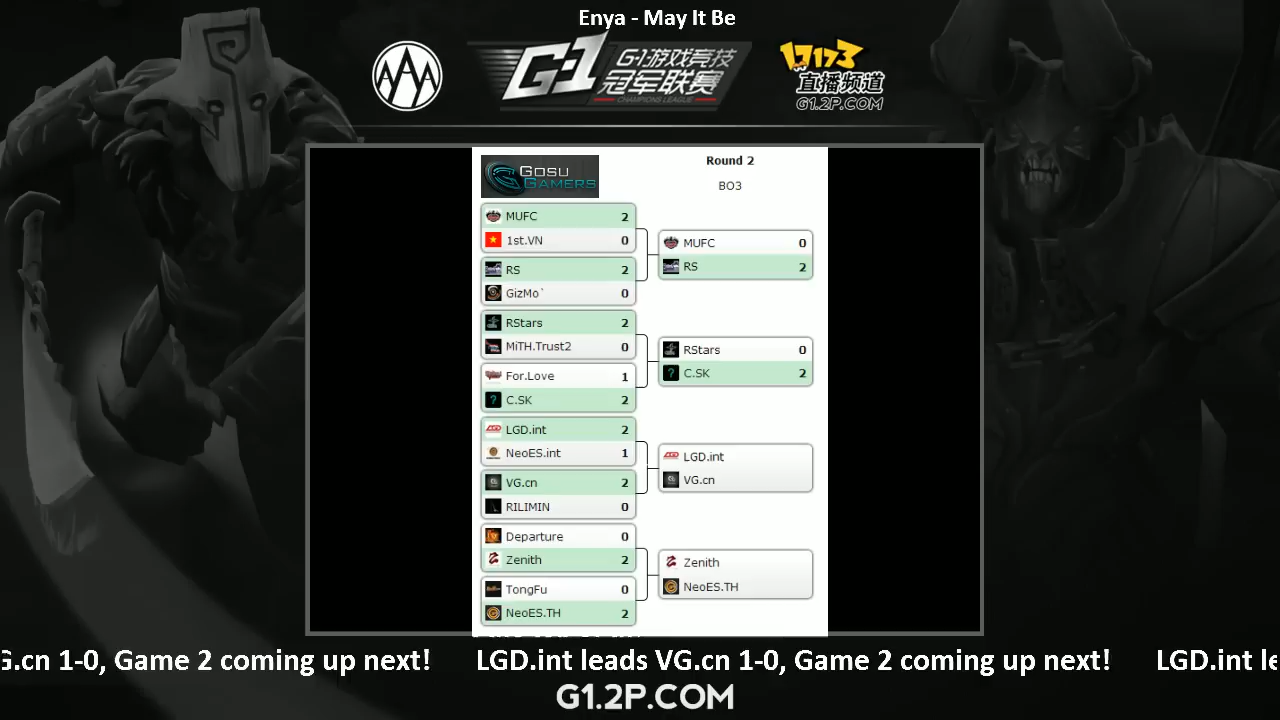 Enya - May It Be
G-1
G-1游戏竞技
冠军联赛
CHAMPIONS LEAGUE
17173
直播频道
G1.2P.COM
GOSU
GAMERS
Round 2
BO3
MUFC 2
1st.VN 0
RS 2
GizMo` 0
RStars 2
MiTH.Trust2 0
For.Love 1
C.SK 2
LGD.int 2
NeoES.int 1
VG.cn 2
RILIMIN 0
Departure 0
Zenith 2
TongFu 0
NeoES.TH 2
MUFC 0
RS 2
RStars 0
C.SK 2
LGD.int
VG.cn
Zenith
NeoES.TH
G.cn 1-0, Game 2 coming up next! LGD.int leads VG.cn 1-0, Game 2 coming up next! LGD.int le
G1.2P.COM